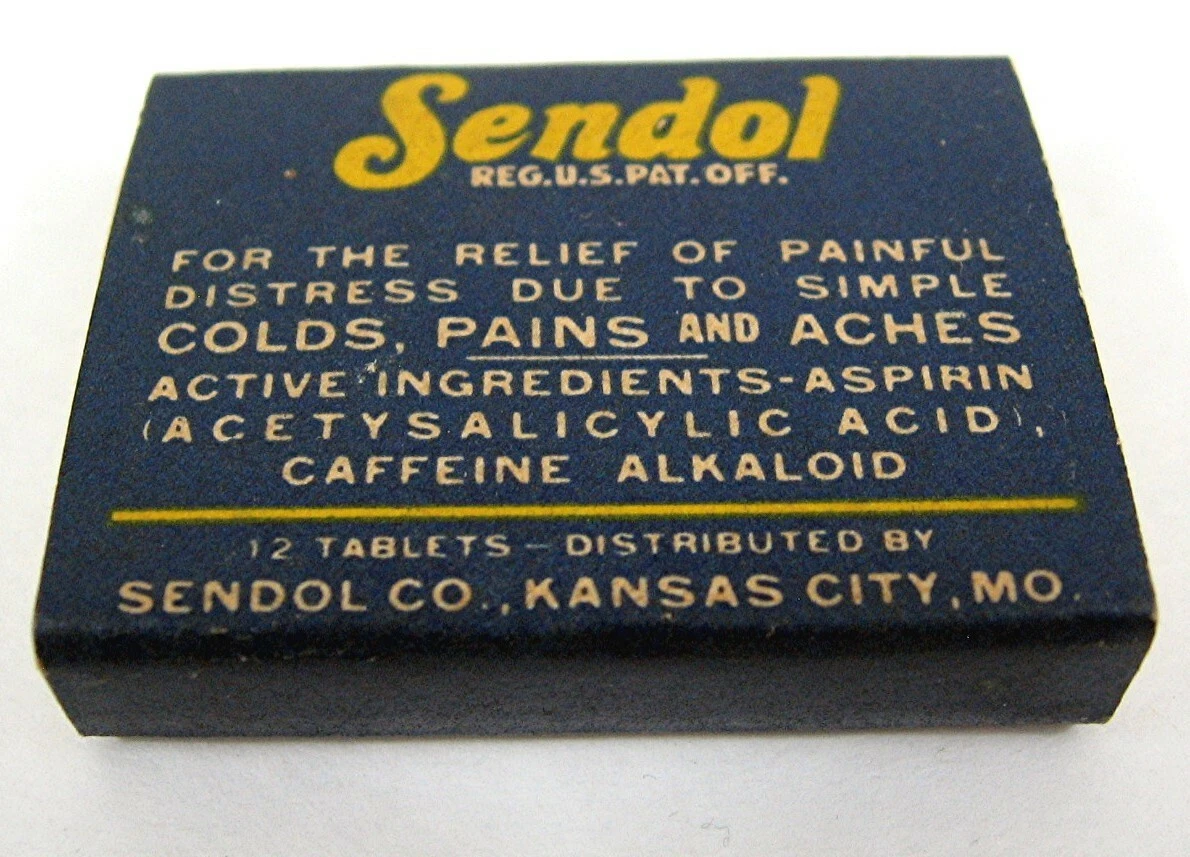 Sendol
REG.U.S.PAT.OFF.
FOR THE RELIEF OF PAINFUL
DISTRESS DUE TO SIMPLE
COLDS, PAINS AND ACHES
ACTIVE INGREDIENTS-ASPIRIN
(ACETYSALICYLIC ACID),
CAFFEINE ALKALOID
12 TABLETS - DISTRIBUTED BY
SENDOL CO., KANSAS CITY, MO.